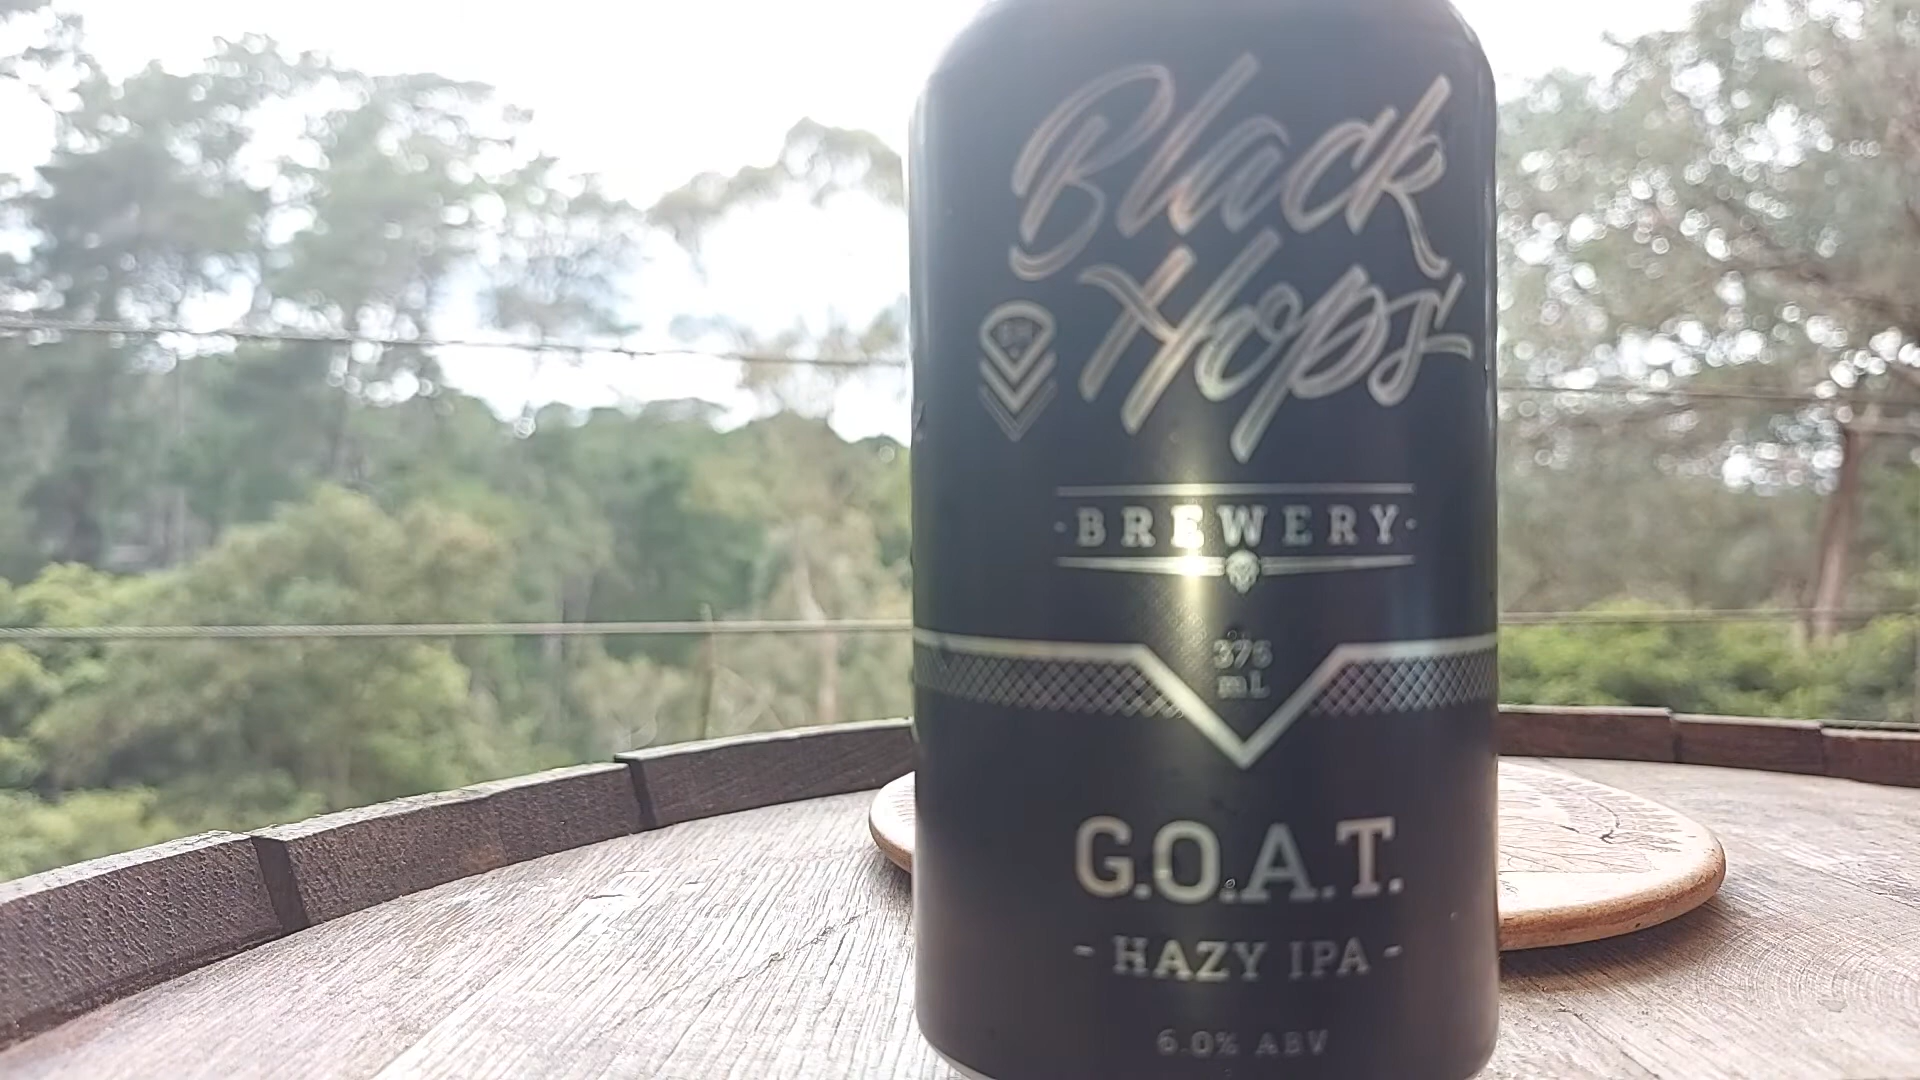 Black
Hops
·BREWERY·
375
mL
G.O.A.T.
- HAZY IPA -
6.0% ABV